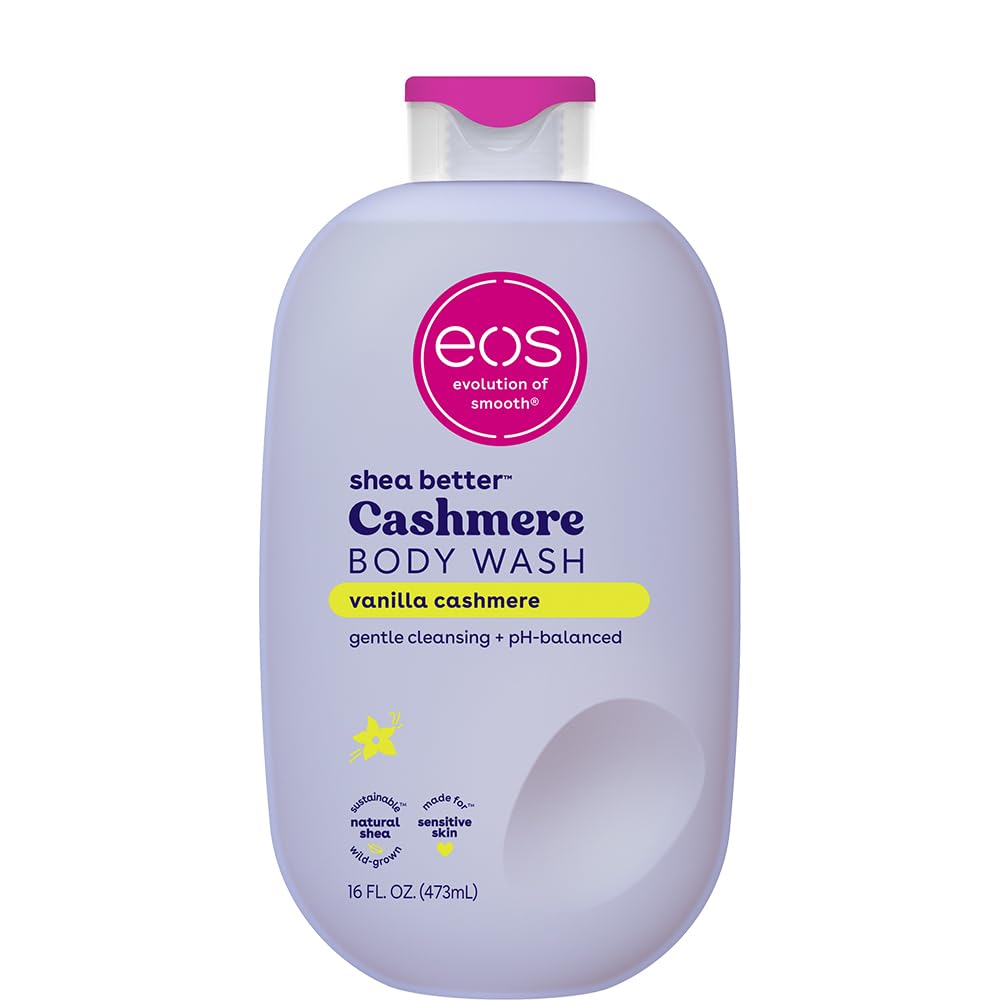 eos
evolution of
smooth®
shea better™
Cashmere
BODY WASH
vanilla cashmere
gentle cleansing + pH-balanced
sustainable™
natural
shea
wild-grown
made for™
sensitive
skin
16 FL. OZ. (473mL)